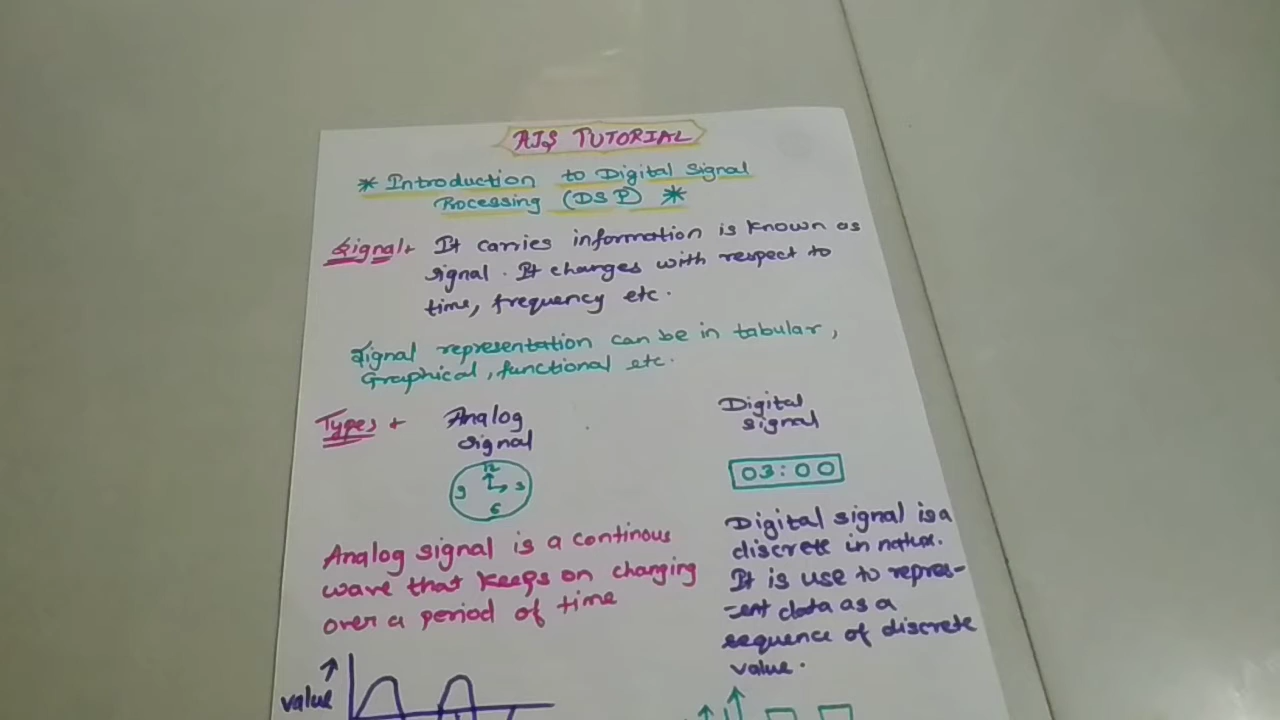 AJS TUTORIAL
* Introduction to Digital Signal
Processing (DSP) *
Signal → It carries information is known as
signal. It changes with respect to
time, frequency etc.
Signal representation can be in tabular,
Graphical, functional etc.
Types →
Analog
signal
12
9 3
6
Analog signal is a continous
wave that keeps on changing
over a period of time
value
Digital
signal
03:00
Digital signal is a
discrete in nature.
It is use to repres-
-ent data as a
sequence of discrete
value.